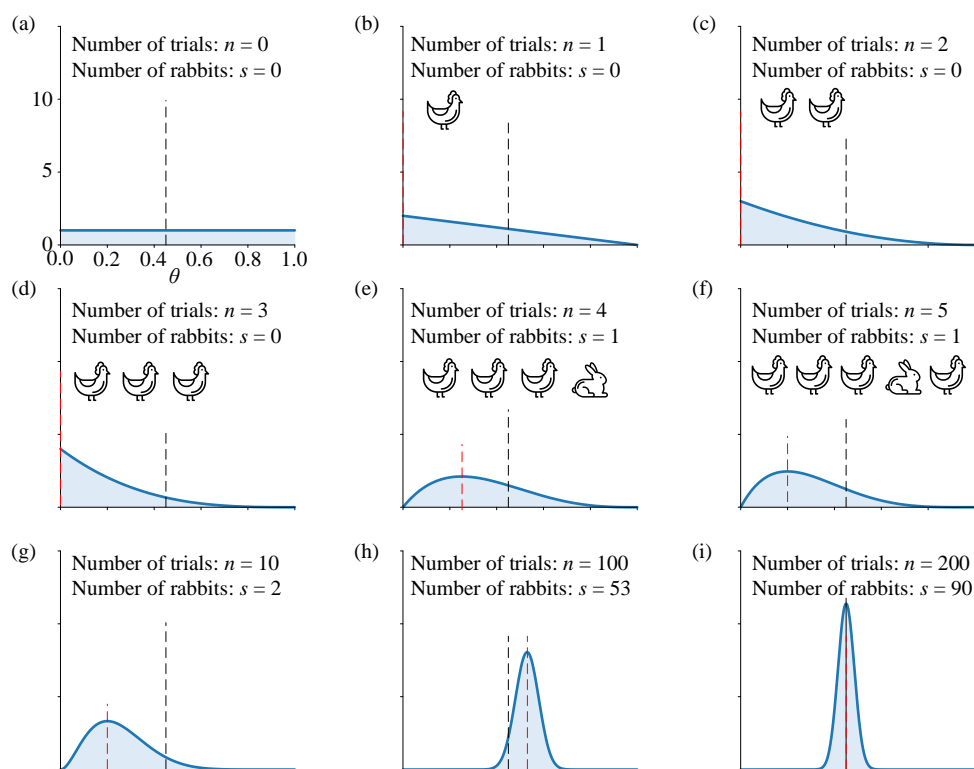 (a)
Number of trials: n = 0
Number of rabbits: s = 0
10
5
0
0.0 0.2 0.4 0.6 0.8 1.0
θ
(b)
Number of trials: n = 1
Number of rabbits: s = 0
(c)
Number of trials: n = 2
Number of rabbits: s = 0
(d)
Number of trials: n = 3
Number of rabbits: s = 0
(e)
Number of trials: n = 4
Number of rabbits: s = 1
(f)
Number of trials: n = 5
Number of rabbits: s = 1
(g)
Number of trials: n = 10
Number of rabbits: s = 2
(h)
Number of trials: n = 100
Number of rabbits: s = 53
(i)
Number of trials: n = 200
Number of rabbits: s = 90